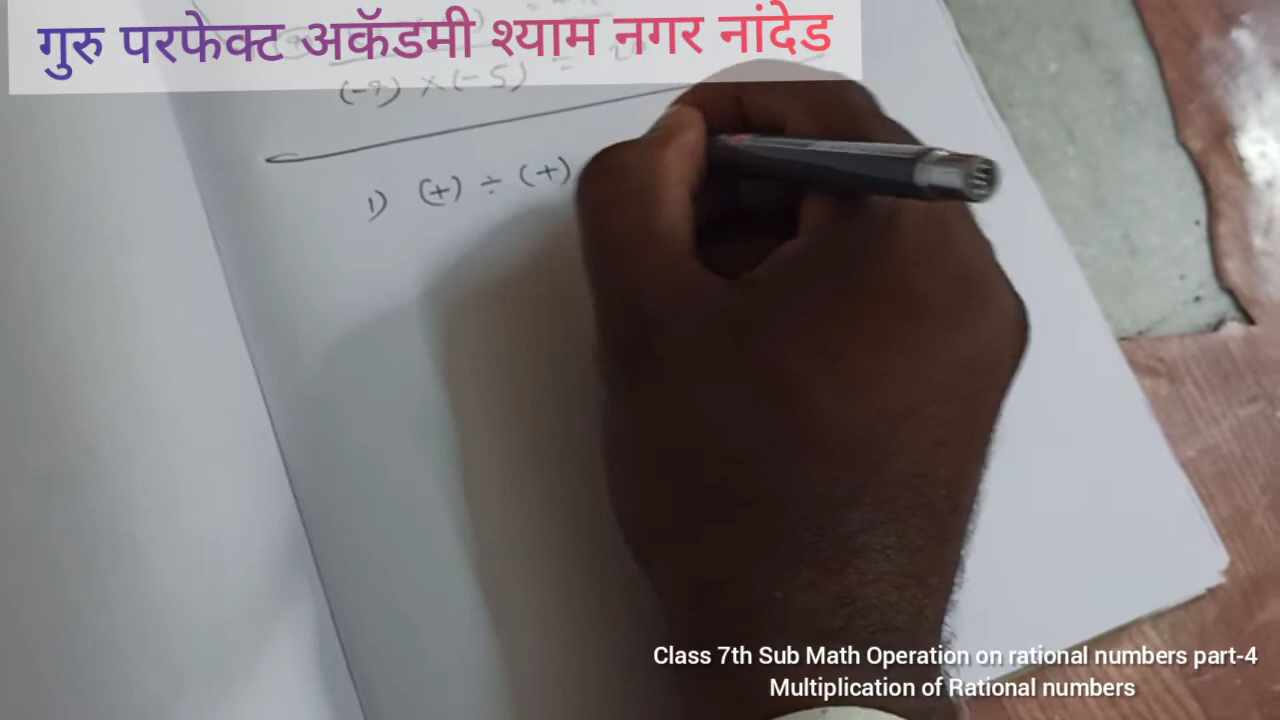 गुरु परफेक्ट अकॅडमी श्याम नगर नांदेड
× (-5) =
1) (+) ÷ (+)
Class 7th Sub Math Operation on rational numbers part-4
Multiplication of Rational numbers